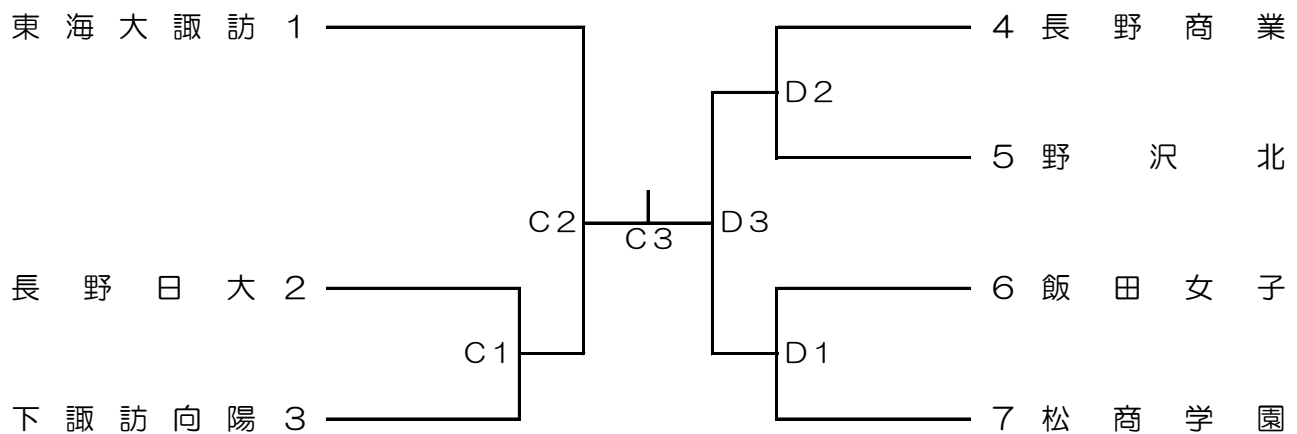 東海大諏訪 1
4 長野商業
D2
5 野沢北
C2
C3
D3
長野日大 2
6 飯田女子
C1
D1
下諏訪向陽 3
7 松商学園